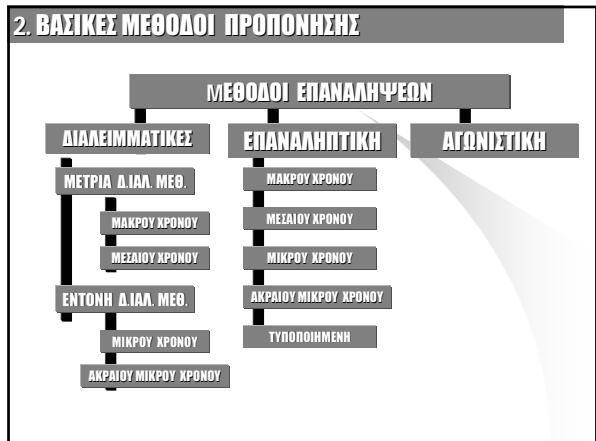 2. ΒΑΣΙΚΕΣ ΜΕΘΟΔΟΙ ΠΡΟΠΟΝΗΣΗΣ
ΜΕΘΟΔΟΙ ΕΠΑΝΑΛΗΨΕΩΝ
ΔΙΑΛΕΙΜΜΑΤΙΚΕΣ
ΜΕΤΡΙΑ Δ.ΙΑΛ. ΜΕΘ.
ΜΑΚΡΟΥ ΧΡΟΝΟΥ
ΜΕΣΑΙΟΥ ΧΡΟΝΟΥ
ΕΝΤΟΝΗ Δ.ΙΑΛ. ΜΕΘ.
ΜΙΚΡΟΥ ΧΡΟΝΟΥ
ΑΚΡΑΙΟΥ ΜΙΚΡΟΥ ΧΡΟΝΟΥ
ΕΠΑΝΑΛΗΠΤΙΚΗ
ΜΑΚΡΟΥ ΧΡΟΝΟΥ
ΜΕΣΑΙΟΥ ΧΡΟΝΟΥ
ΜΙΚΡΟΥ ΧΡΟΝΟΥ
ΑΚΡΑΙΟΥ ΜΙΚΡΟΥ ΧΡΟΝΟΥ
ΤΥΠΟΠΟΙΗΜΕΝΗ
ΑΓΩΝΙΣΤΙΚΗ